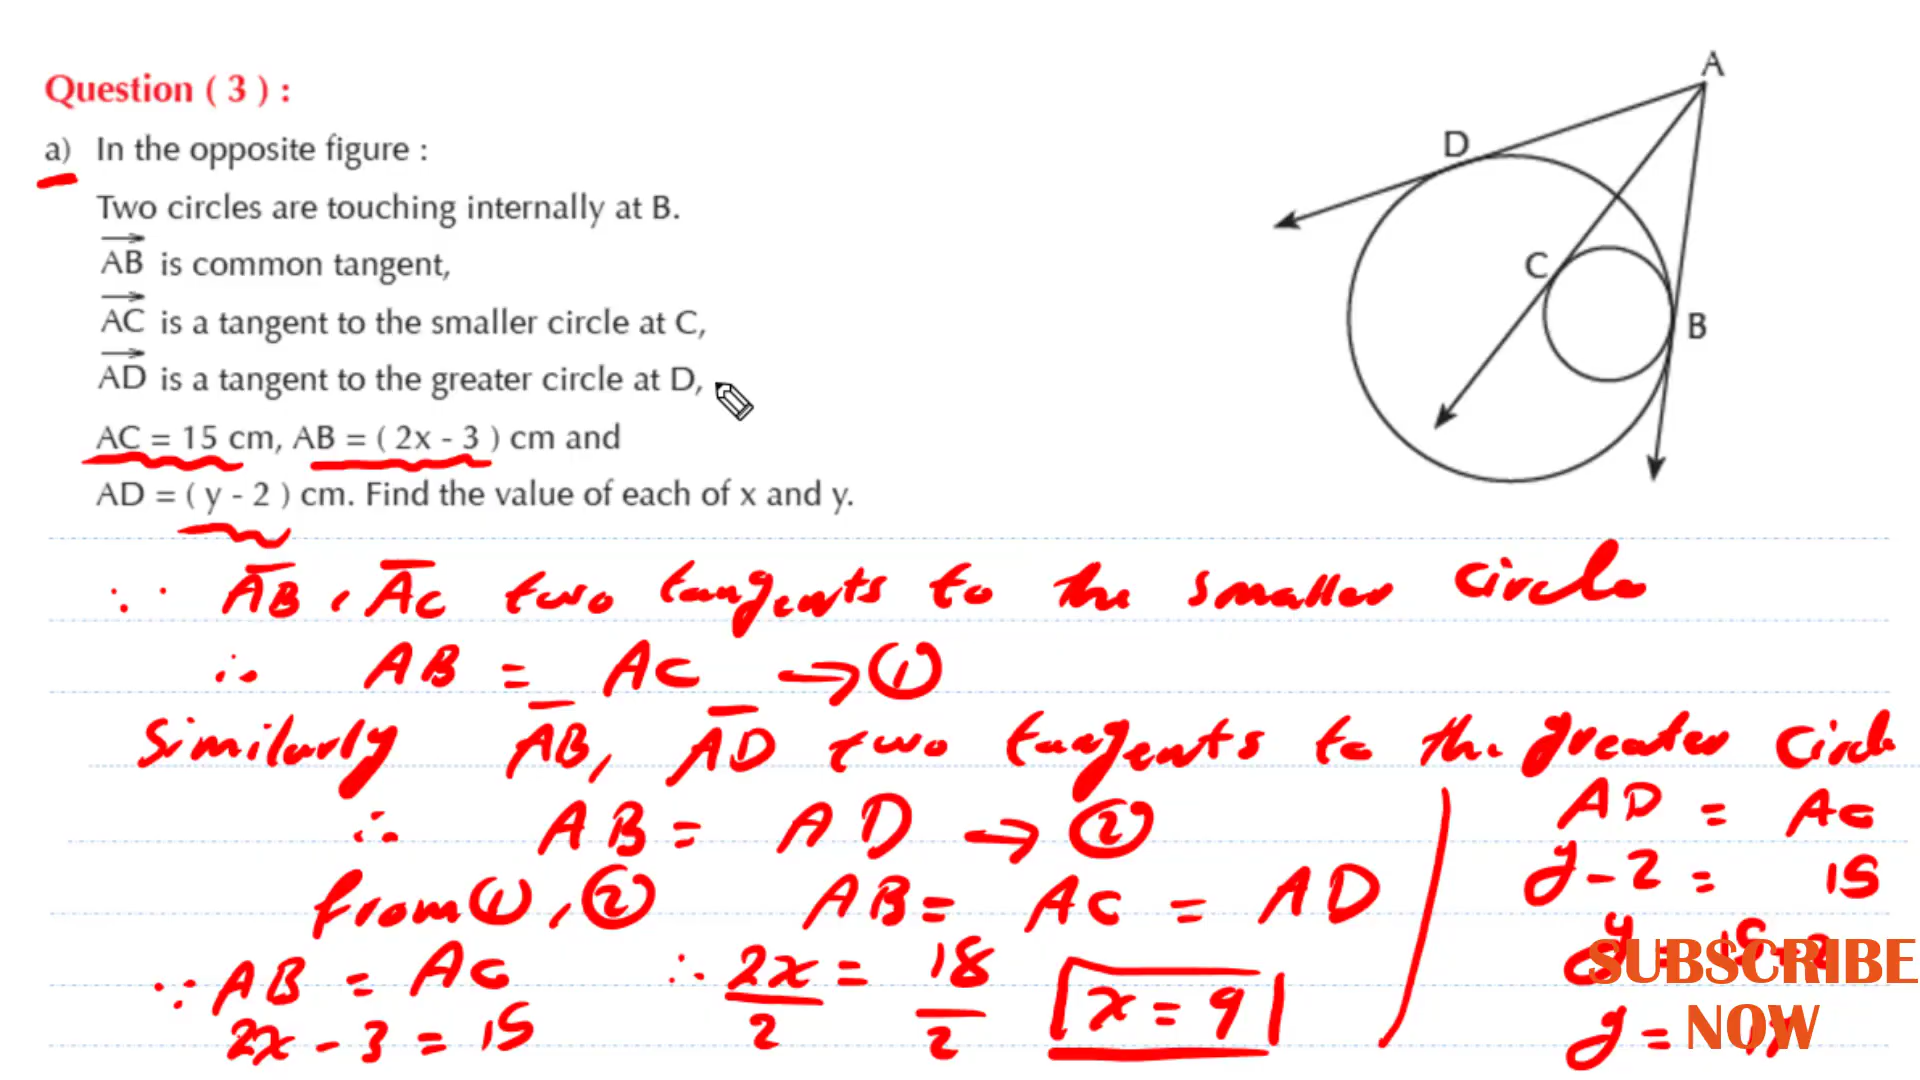 Question ( 3 ) :
a) In the opposite figure :
Two circles are touching internally at B.
AB is common tangent,
AC is a tangent to the smaller circle at C,
AD is a tangent to the greater circle at D,
AC = 15 cm, AB = ( 2x - 3 ) cm and
AD = ( y - 2 ) cm. Find the value of each of x and y.
A
D
C
B
∵ AB , AC two tangents to the smaller circle
∴ AB = AC → ①
Similarly AB, AD two tangents to the greater circle
∴ AB = AD → ②
from ① , ② AB = AC = AD
∵ AB = AC
2x - 3 = 15
∴ 2x = 18
2 2
x = 9
AD = AC
y - 2 = 15
y =
y =
SUBSCRIBE
NOW